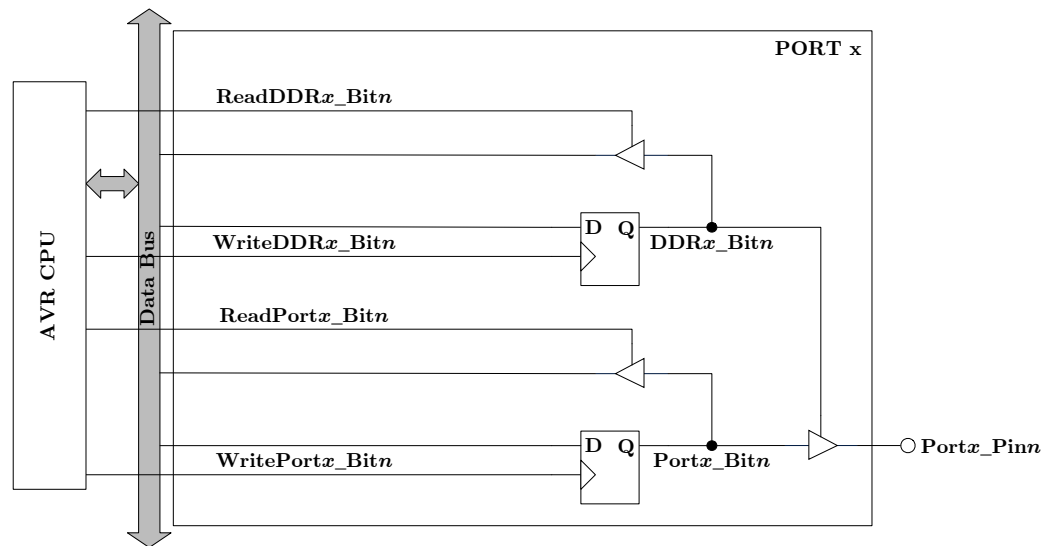 PORT x
ReadDDRx_Bitn
D Q
WriteDDRx_Bitn
DDRx_Bitn
AVR CPU
Data Bus
ReadPortx_Bitn
D Q
Portx_Pinn
WritePortx_Bitn
Portx_Bitn